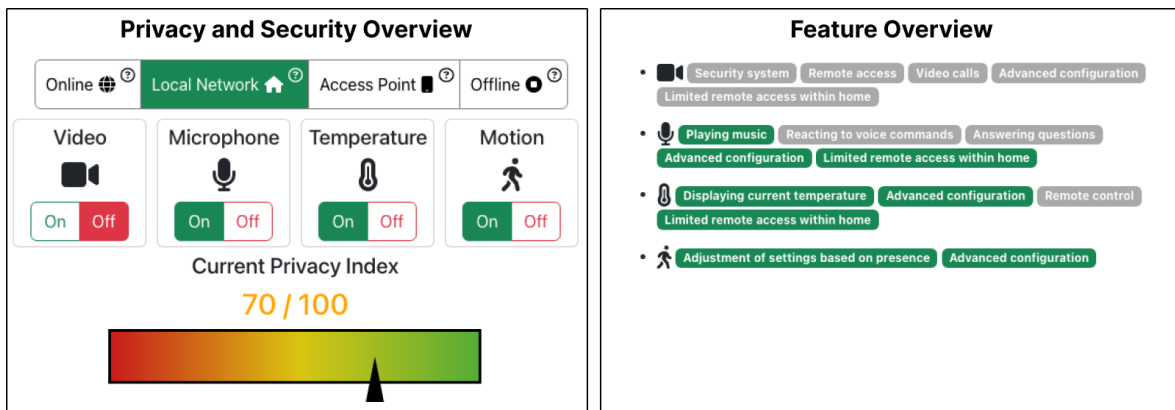 Privacy and Security Overview
Online ?
Local Network ?
Access Point ?
Offline ?
Video
Microphone
Temperature
Motion
On Off
On Off
On Off
On Off
Current Privacy Index
70 / 100
Feature Overview
Security system Remote access Video calls Advanced configuration
Limited remote access within home
Playing music Reacting to voice commands Answering questions
Advanced configuration Limited remote access within home
Displaying current temperature Advanced configuration Remote control
Limited remote access within home
Adjustment of settings based on presence Advanced configuration